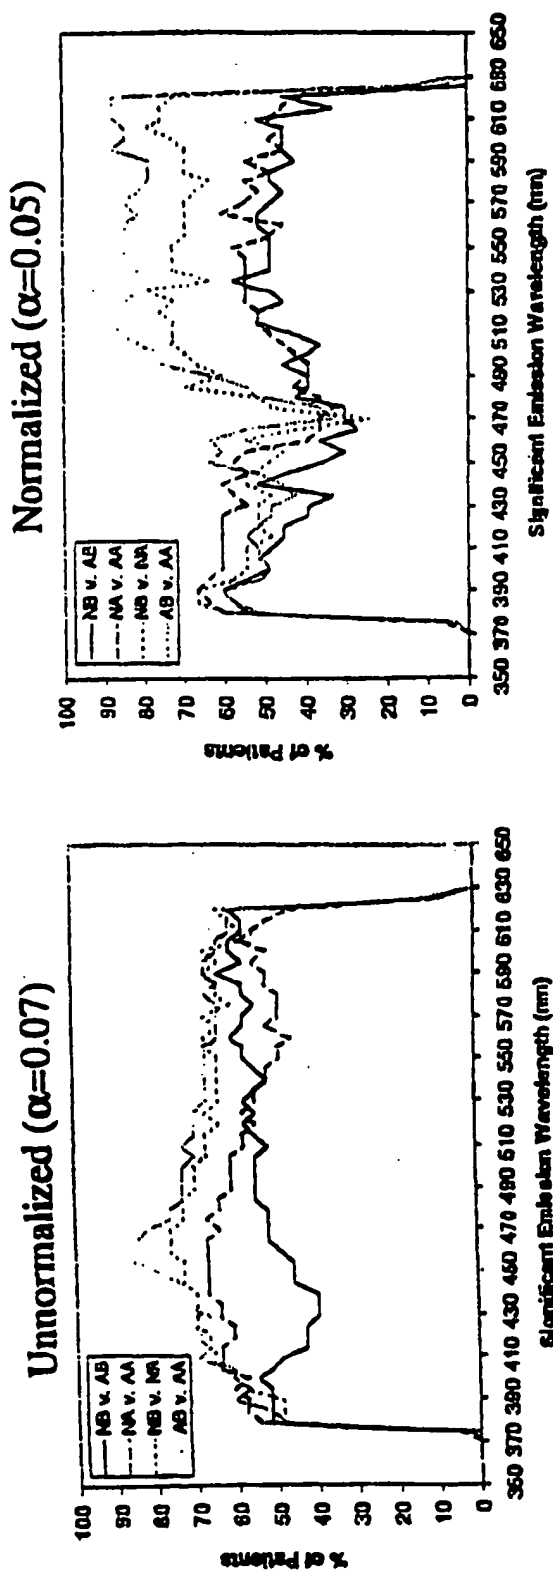 Unnormalized (α=0.07)
% of Patients
100
90
80
70
60
50
40
30
20
10
0
NB v. AB
NA v. AA
NB v. NA
AB v. AA
350 370 390 410 430 450 470 490 510 530 550 570 590 610 630 650
Significant Emission Wavelength (nm)
Normalized (α=0.05)
% of Patients
100
90
80
70
60
50
40
30
20
10
0
NB v. AB
NA v. AA
NB v. NA
AB v. AA
350 370 390 410 430 450 470 490 510 530 550 570 590 610 630 650
Significant Emission Wavelength (nm)